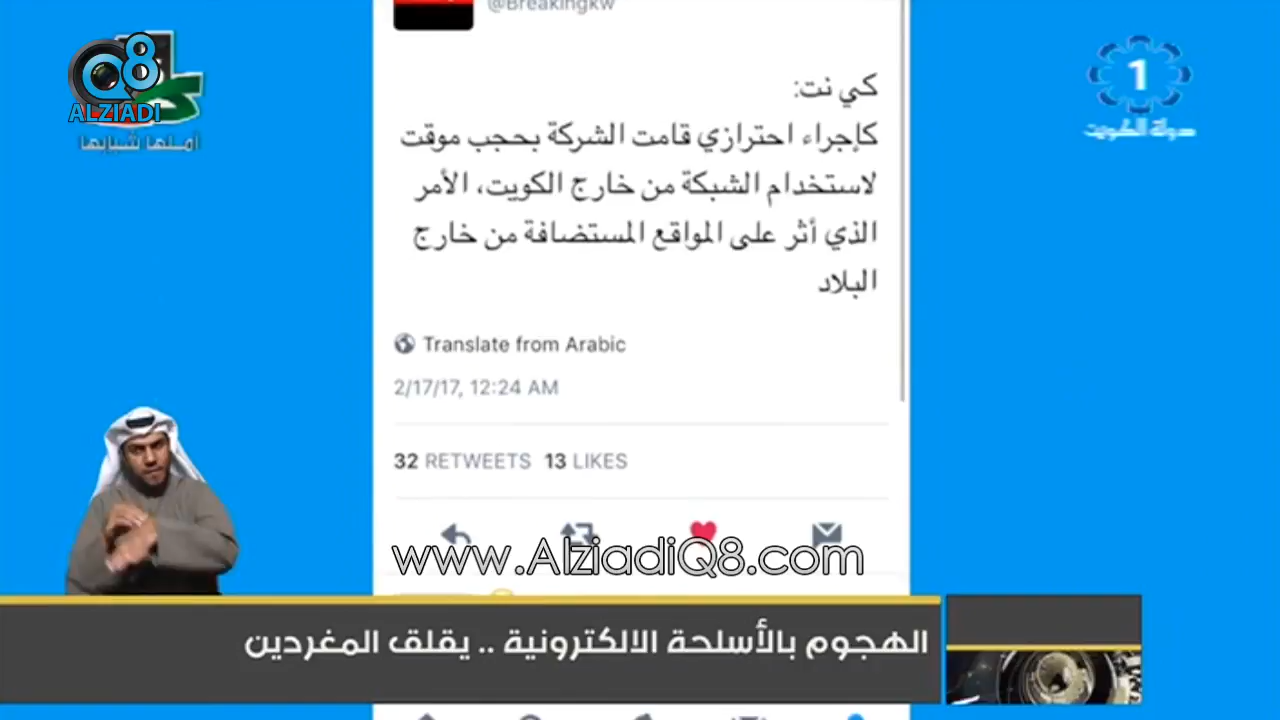 @Breakingkw
كي نت:
كإجراء احترازي قامت الشركة بحجب موقت
لاستخدام الشبكة من خارج الكويت، الأمر
الذي أثر على المواقع المستضافة من خارج
البلاد
Translate from Arabic
2/17/17, 12:24 AM
32 RETWEETS 13 LIKES
www.AlziadiQ8.com
الهجوم بالأسلحة الالكترونية .. يقلق المغردين
Q8
ALZIADI
أملها شبابها
1
دولة الكويت